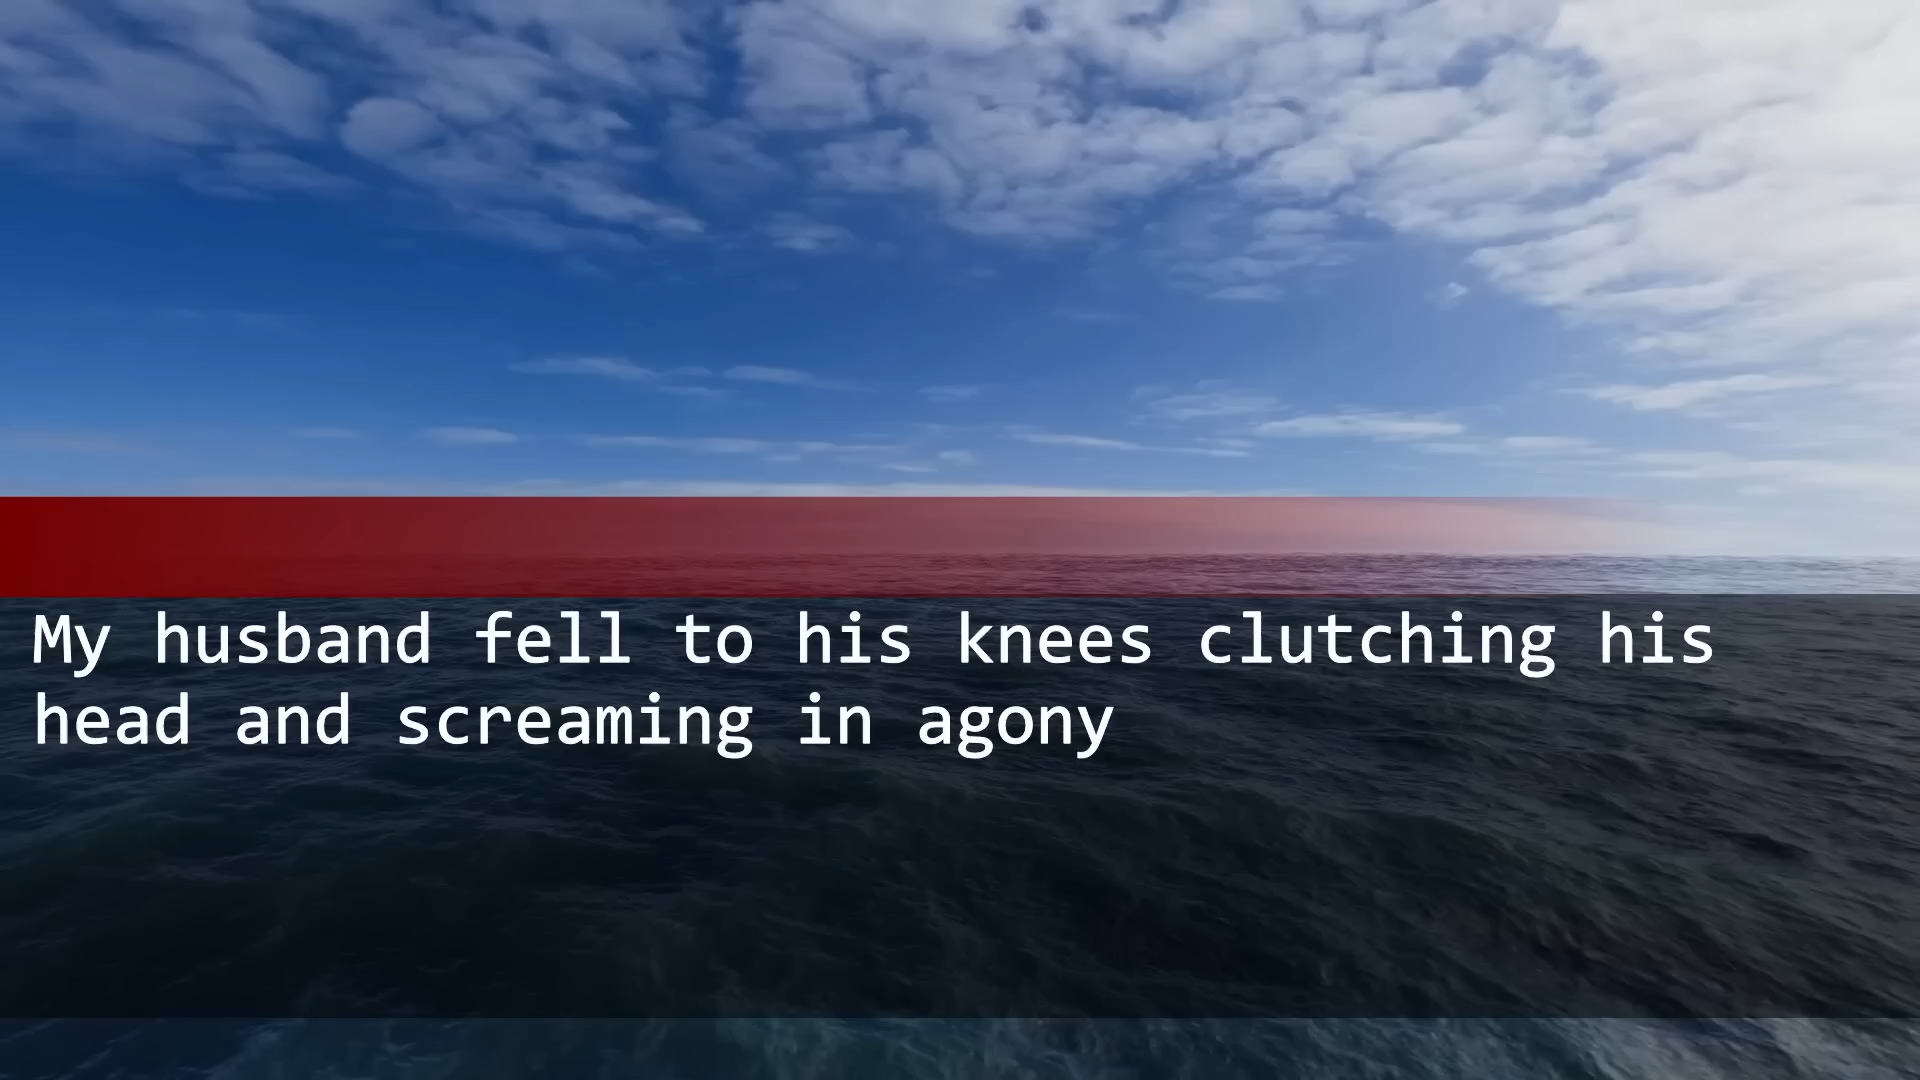 My husband fell to his knees clutching his
head and screaming in agony